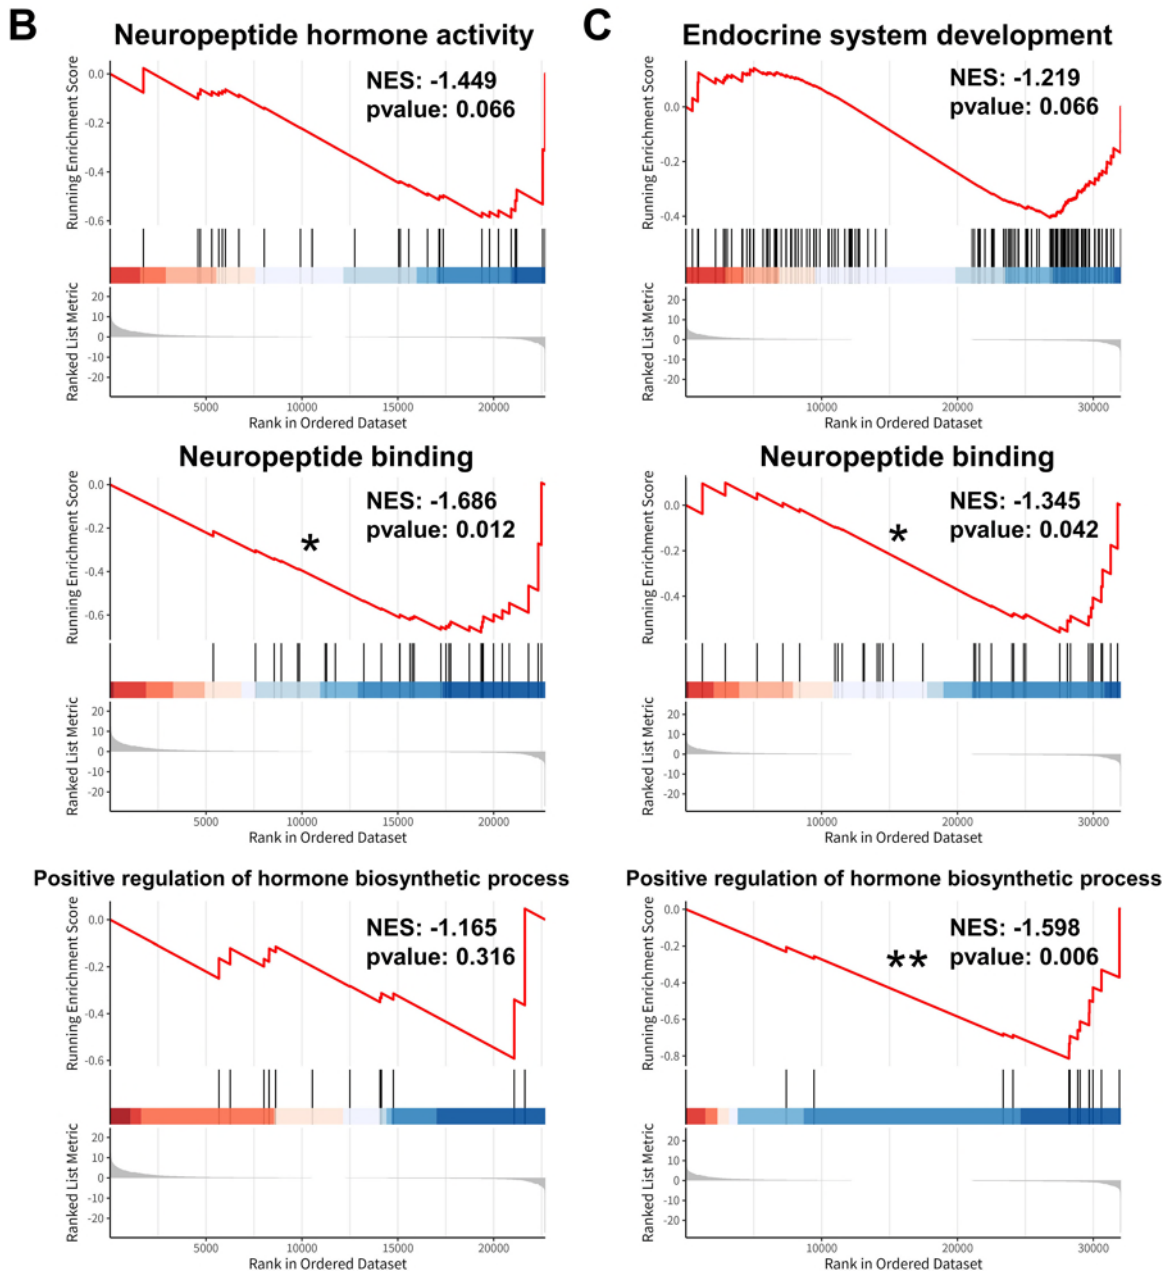 B
Neuropeptide hormone activity
Running Enrichment Score
0.0
-0.2
-0.4
-0.6
NES: -1.449
pvalue: 0.066
Ranked List Metric
20
10
0
-10
-20
5000 10000 15000 20000
Rank in Ordered Dataset
Neuropeptide binding
Running Enrichment Score
0.0
-0.2
-0.4
-0.6
NES: -1.686
pvalue: 0.012
*
Ranked List Metric
20
10
0
-10
-20
5000 10000 15000 20000
Rank in Ordered Dataset
Positive regulation of hormone biosynthetic process
Running Enrichment Score
0.0
-0.2
-0.4
-0.6
NES: -1.165
pvalue: 0.316
Ranked List Metric
20
10
0
-10
-20
5000 10000 15000 20000
Rank in Ordered Dataset
C
Endocrine system development
Running Enrichment Score
0.0
-0.2
-0.4
NES: -1.219
pvalue: 0.066
Ranked List Metric
20
10
0
-10
-20
10000 20000 30000
Rank in Ordered Dataset
Neuropeptide binding
Running Enrichment Score
0.0
-0.2
-0.4
NES: -1.345
pvalue: 0.042
*
Ranked List Metric
20
10
0
-10
-20
10000 20000 30000
Rank in Ordered Dataset
Positive regulation of hormone biosynthetic process
Running Enrichment Score
0.0
-0.2
-0.4
-0.6
-0.8
NES: -1.598
pvalue: 0.006
**
Ranked List Metric
20
10
0
-10
-20
10000 20000 30000
Rank in Ordered Dataset